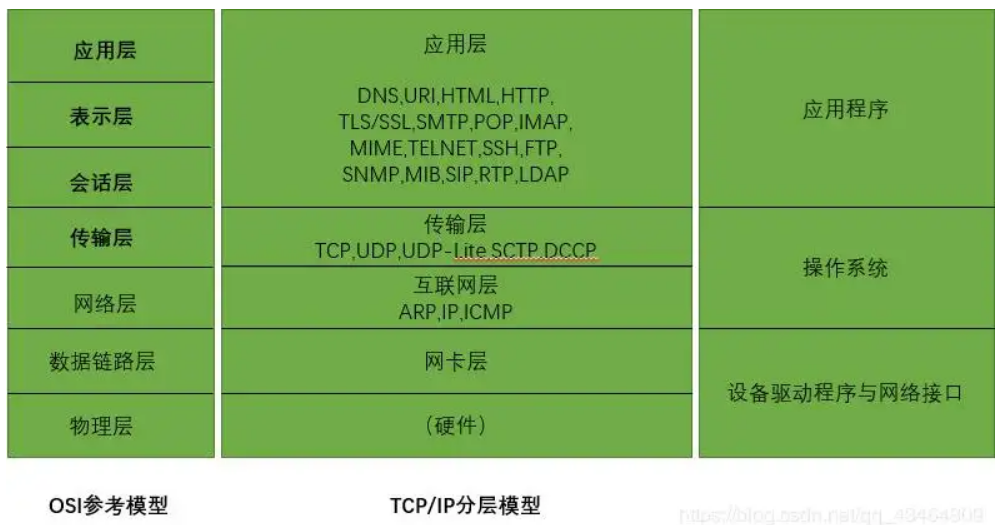 应用层
表示层
会话层
传输层
网络层
数据链路层
物理层
OSI参考模型
应用层
DNS,URI,HTML,HTTP,
TLS/SSL,SMTP,POP,IMAP,
MIME,TELNET,SSH,FTP,
SNMP,MIB,SIP,RTP,LDAP
传输层
TCP,UDP,UDP-Lite,SCTP,DCCP
互联网层
ARP,IP,ICMP
网卡层
（硬件）
TCP/IP分层模型
应用程序
操作系统
设备驱动程序与网络接口